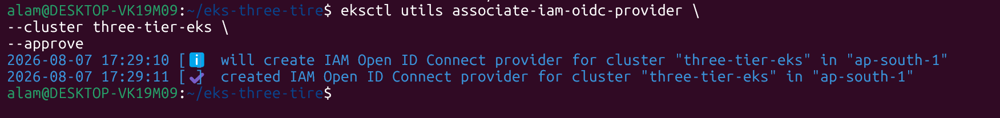 alam@DESKTOP-VK19M09:~/eks-three-tire$ eksctl utils associate-iam-oidc-provider \
--cluster three-tier-eks \
--approve
2026-08-07 17:29:10 [ℹ]  will create IAM Open ID Connect provider for cluster "three-tier-eks" in "ap-south-1"
2026-08-07 17:29:11 [✔]  created IAM Open ID Connect provider for cluster "three-tier-eks" in "ap-south-1"
alam@DESKTOP-VK19M09:~/eks-three-tire$